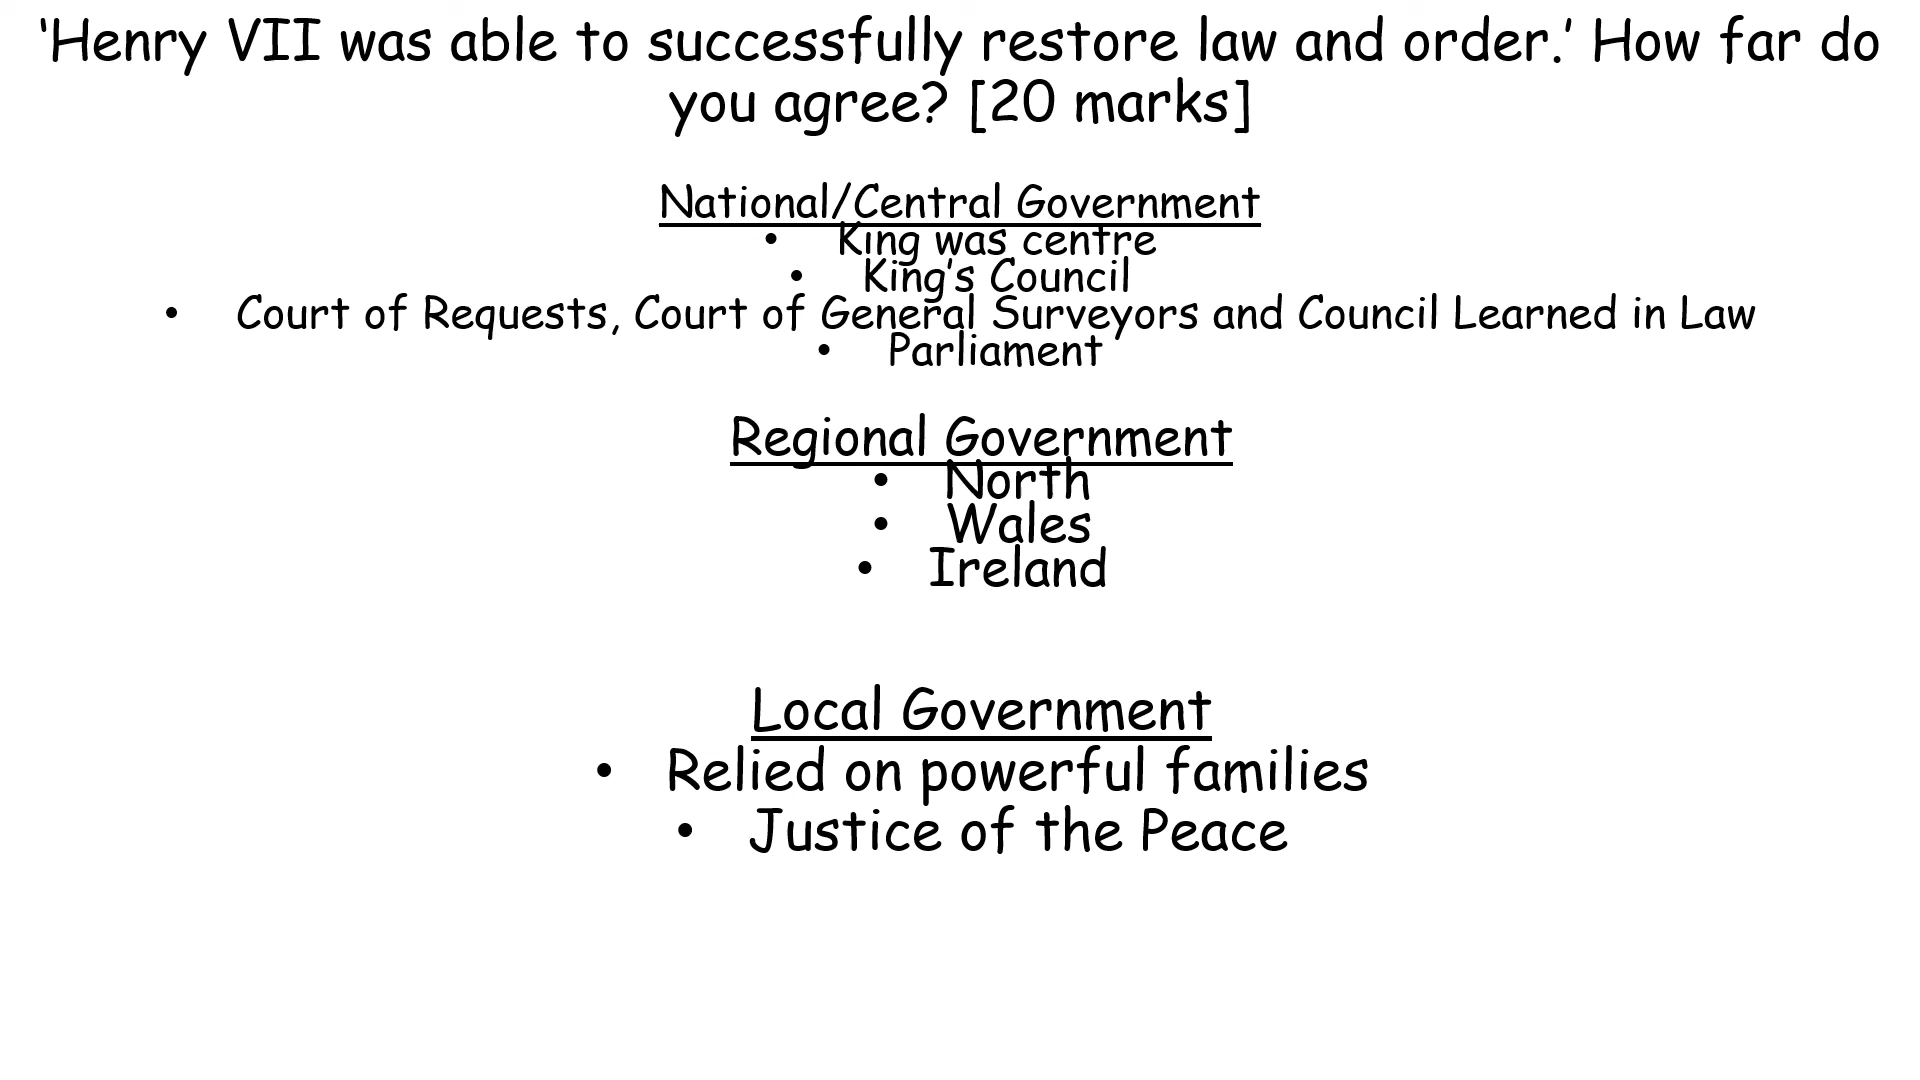 ‘Henry VII was able to successfully restore law and order.’ How far do
you agree? [20 marks]
National/Central Government
• King was centre
• King’s Council
• Court of Requests, Court of General Surveyors and Council Learned in Law
• Parliament
Regional Government
• North
• Wales
• Ireland
Local Government
• Relied on powerful families
• Justice of the Peace